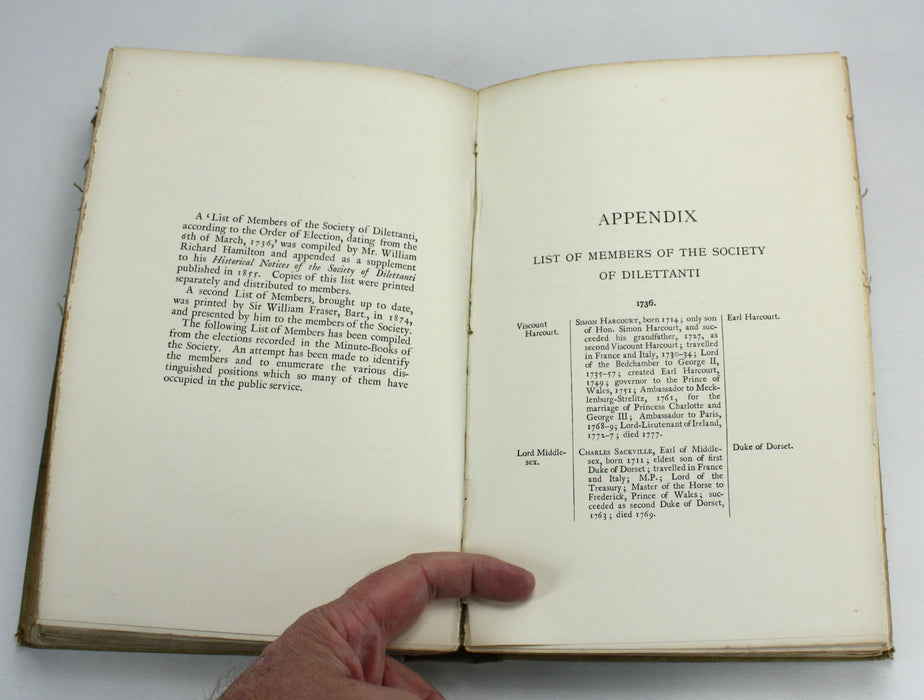 A ‘List of Members of the Society of Dilettanti,
according to the Order of Election, dating from the
6th of March, 1736,’ was compiled by Mr. William
Richard Hamilton and appended as a supplement
to his Historical Notices of the Society of Dilettanti
published in 1855. Copies of this list were printed
separately and distributed to members.
A second List of Members, brought up to date,
was printed by Sir William Fraser, Bart., in 1874,
and presented by him to the members of the Society.
The following List of Members has been compiled
from the elections recorded in the Minute-Books of
the Society. An attempt has been made to identify
the members and to enumerate the various dis-
tinguished positions which so many of them have
occupied in the public service.
APPENDIX
LIST OF MEMBERS OF THE SOCIETY
OF DILETTANTI
1736.
Viscount
Harcourt.
SIMON HARCOURT, born 1714; only son
of Hon. Simon Harcourt, and suc-
ceeded his grandfather, 1727, as
second Viscount Harcourt; travelled
in France and Italy, 1730-34; Lord
of the Bedchamber to George II,
1735-57; created Earl Harcourt,
1749; governor to the Prince of
Wales, 1751; Ambassador to Meck-
lenburg-Strelitz, 1761, for the
marriage of Princess Charlotte and
George III; Ambassador to Paris,
1768-9; Lord-Lieutenant of Ireland,
1772-7; died 1777.
Earl Harcourt.
Lord Middle-
sex.
CHARLES SACKVILLE, Earl of Middle-
sex, born 1711; eldest son of first
Duke of Dorset; travelled in France
and Italy; M.P.; Lord of the
Treasury; Master of the Horse to
Frederick, Prince of Wales; suc-
ceeded as second Duke of Dorset,
1763; died 1769.
Duke of Dorset.